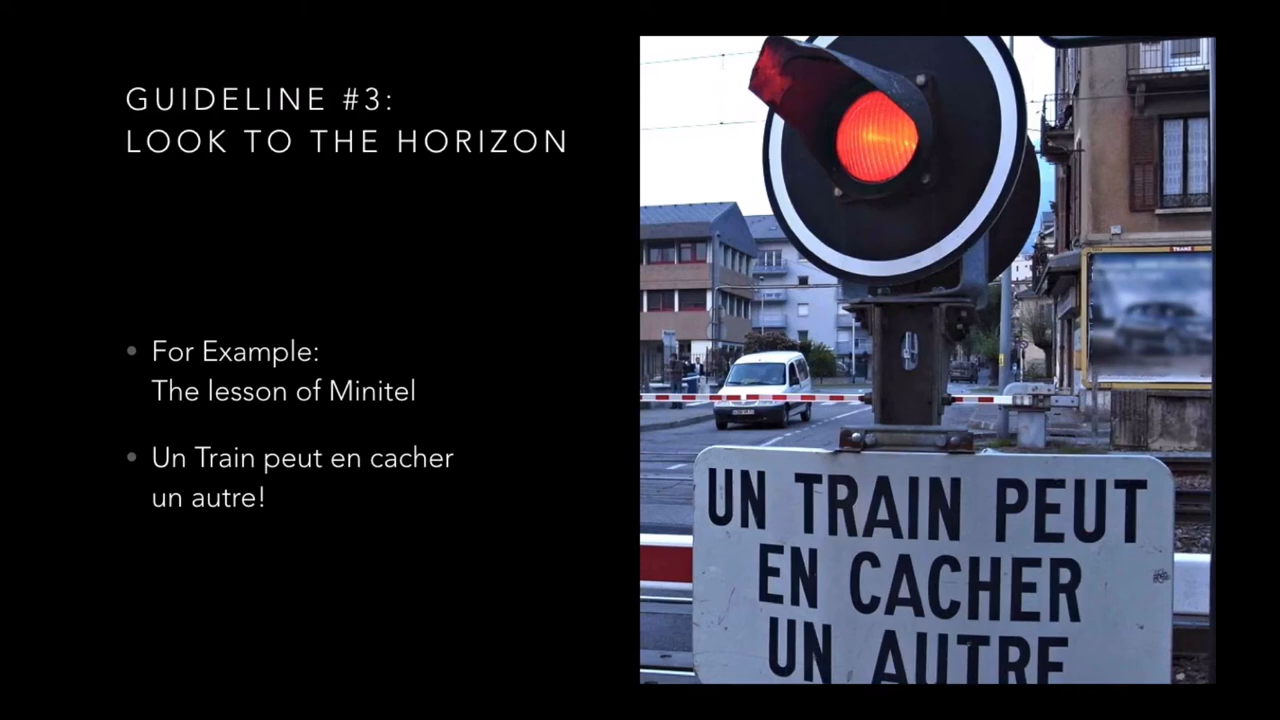 GUIDELINE #3:
LOOK TO THE HORIZON
For Example:
The lesson of Minitel
Un Train peut en cacher
un autre!
UN TRAIN PEUT
EN CACHER
UN AUTRE